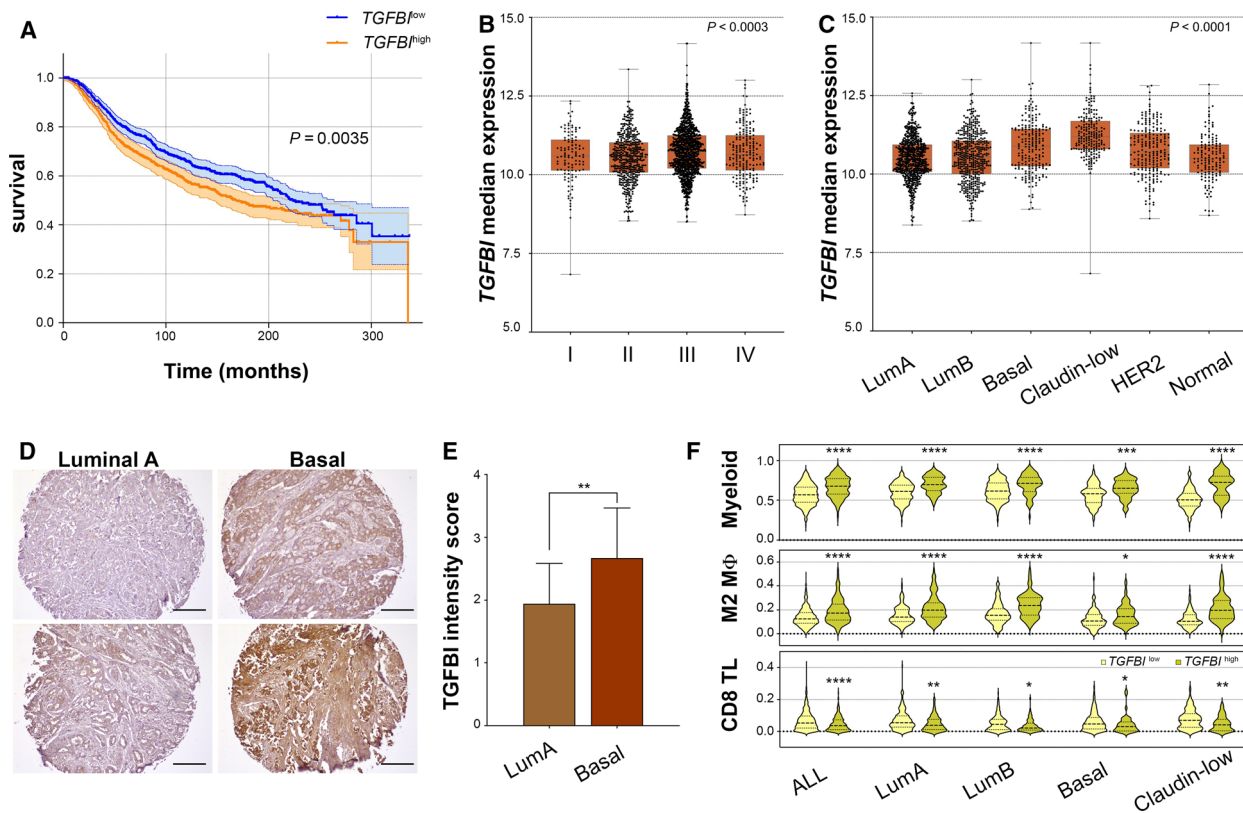 A
TGFBI low
TGFBI high
1.0
0.8
0.6
0.4
0.2
0.0
survival
P = 0.0035
0
100
200
300
Time (months)
B
P < 0.0003
15.0
12.5
10.0
7.5
5.0
TGFBI median expression
I
II
III
IV
C
P < 0.0001
15.0
12.5
10.0
7.5
5.0
TGFBI median expression
LumA
LumB
Basal
Claudin-low
HER2
Normal
D
Luminal A
Basal
E
TGFBI intensity score
4
3
2
1
0
**
LumA
Basal
F
Myeloid
1.0
0.5
0.0
**** **** **** *** ****
M2 MΦ
0.6
0.4
0.2
0.0
**** **** **** * ****
CD8 TL
0.4
0.2
0.0
TGFBI low
TGFBI high
**** ** * * **
ALL
LumA
LumB
Basal
Claudin-low